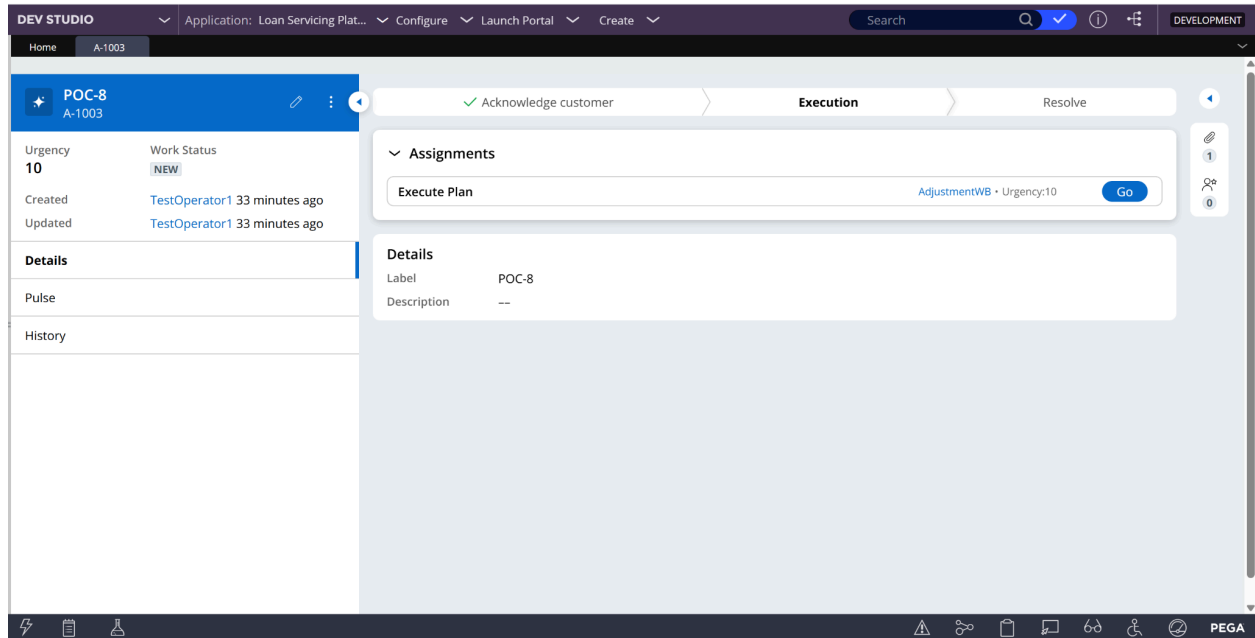 DEV STUDIO Application: Loan Servicing Plat... Configure Launch Portal Create Search DEVELOPMENT
Home A-1003
POC-8
A-1003
Urgency Work Status
10 NEW
Created TestOperator1 33 minutes ago
Updated TestOperator1 33 minutes ago
Details
Pulse
History
Acknowledge customer Execution Resolve
Assignments
Execute Plan AdjustmentWB • Urgency:10 Go
Details
Label POC-8
Description ––
1
0
PEGA